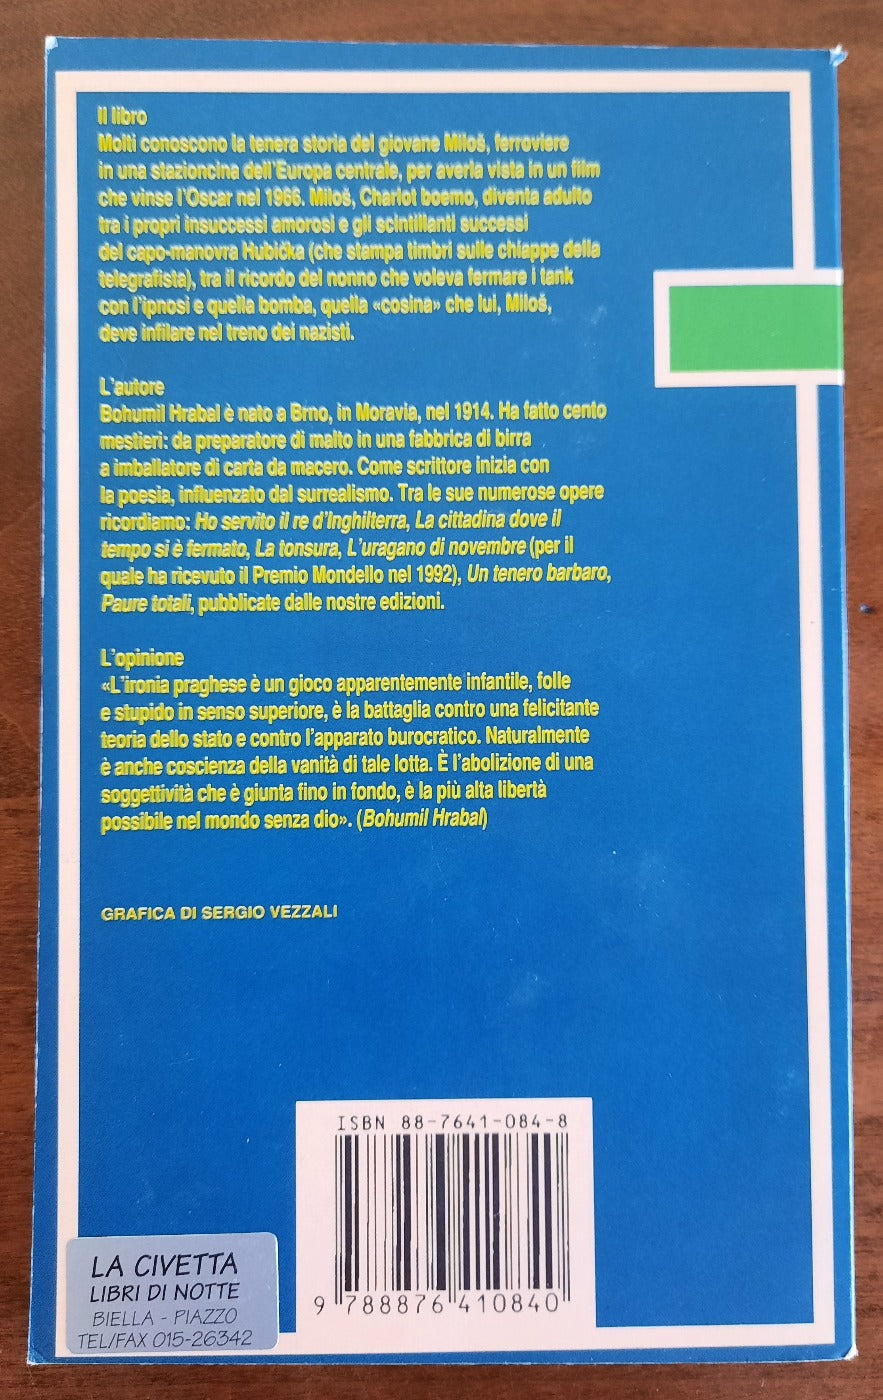 Il libro
Molti conoscono la tenera storia del giovane Miloš, ferroviere
in una stazioncina dell'Europa centrale, per averla vista in un film
che vinse l'Oscar nel 1966. Miloš, Charlot boemo, diventa adulto
tra i propri insuccessi amorosi e gli scintillanti successi
del capo-manovra Hubička (che stampa timbri sulle chiappe della
telegrafista), tra il ricordo del nonno che voleva fermare i tank
con l'ipnosi e quella bomba, quella «cosina» che lui, Miloš,
deve infilare nel treno dei nazisti.
L'autore
Bohumil Hrabal è nato a Brno, in Moravia, nel 1914. Ha fatto cento
mestieri: da preparatore di malto in una fabbrica di birra
a imballatore di carta da macero. Come scrittore inizia con
la poesia, influenzato dal surrealismo. Tra le sue numerose opere
ricordiamo: Ho servito il re d'Inghilterra, La cittadina dove il
tempo si è fermato, La tonsura, L'uragano di novembre (per il
quale ha ricevuto il Premio Mondello nel 1992), Un tenero barbaro,
Paure totali, pubblicate dalle nostre edizioni.
L'opinione
«L'ironia praghese è un gioco apparentemente infantile, folle
e stupido in senso superiore, è la battaglia contro una felicitante
teoria dello stato e contro l'apparato burocratico. Naturalmente
è anche coscienza della vanità di tale lotta. È l'abolizione di una
soggettività che è giunta fino in fondo, è la più alta libertà
possibile nel mondo senza dio». (Bohumil Hrabal)
GRAFICA DI SERGIO VEZZALI
ISBN 88-7641-084-8
9 788876 410840
LA CIVETTA
LIBRI DI NOTTE
BIELLA - PIAZZO
TEL/FAX 015-26342